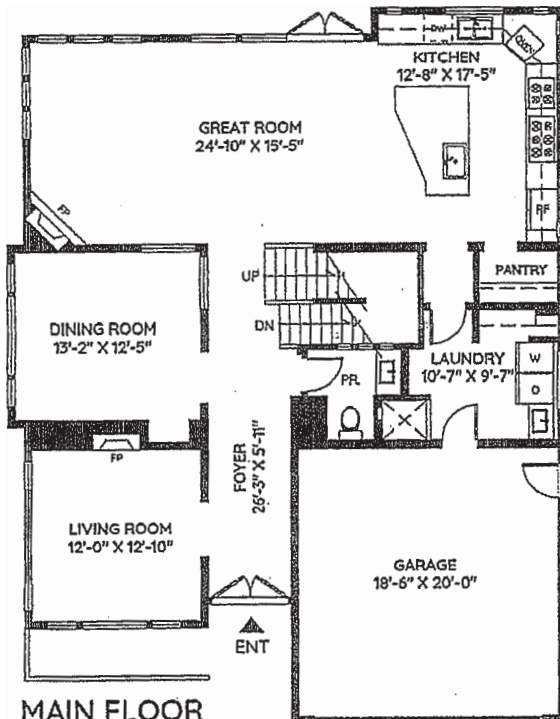 DW
OVEN
KITCHEN
12'-8" X 17'-5"
GREAT ROOM
24'-10" X 15'-5"
RF
FP
PANTRY
UP
DN
DINING ROOM
13'-2" X 12'-5"
LAUNDRY
10'-7" X 9'-7"
W
D
PR.
FP
FOYER
26'-3" X 5'-11"
LIVING ROOM
12'-0" X 12'-10"
GARAGE
18'-6" X 20'-0"
ENT
MAIN FLOOR